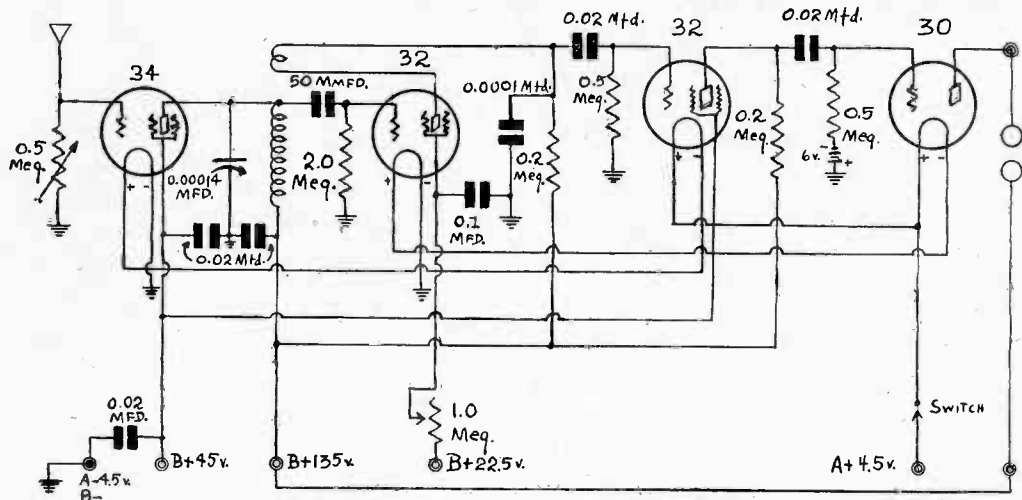 34
0.5
Meg.
+ -
0.00014
MFD.
0.02 Mfd.
50 MMFD.
2.0
Meg.
32
+ -
0.1
MFD.
0.0001 Mfd.
0.2
Meg.
0.02 Mfd.
0.5
Meg.
32
+ -
0.2
Meg.
0.02 Mfd.
0.5
Meg.
6v. - +
30
0.02
MFD.
A-4.5v.
B-
B+45v.
B+135v.
1.0
Meg.
B+22.5v.
SWITCH
A+4.5v.